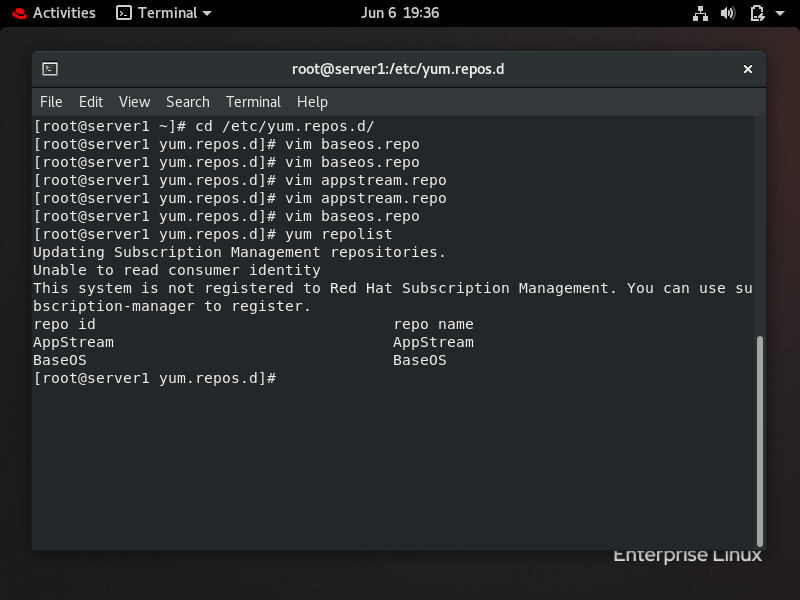 Activities Terminal Jun 6 19:36
root@server1:/etc/yum.repos.d
File Edit View Search Terminal Help
[root@server1 ~]# cd /etc/yum.repos.d/
[root@server1 yum.repos.d]# vim baseos.repo
[root@server1 yum.repos.d]# vim baseos.repo
[root@server1 yum.repos.d]# vim appstream.repo
[root@server1 yum.repos.d]# vim appstream.repo
[root@server1 yum.repos.d]# vim baseos.repo
[root@server1 yum.repos.d]# yum repolist
Updating Subscription Management repositories.
Unable to read consumer identity
This system is not registered to Red Hat Subscription Management. You can use su
bscription-manager to register.
repo id repo name
AppStream AppStream
BaseOS BaseOS
[root@server1 yum.repos.d]#
Enterprise Linux